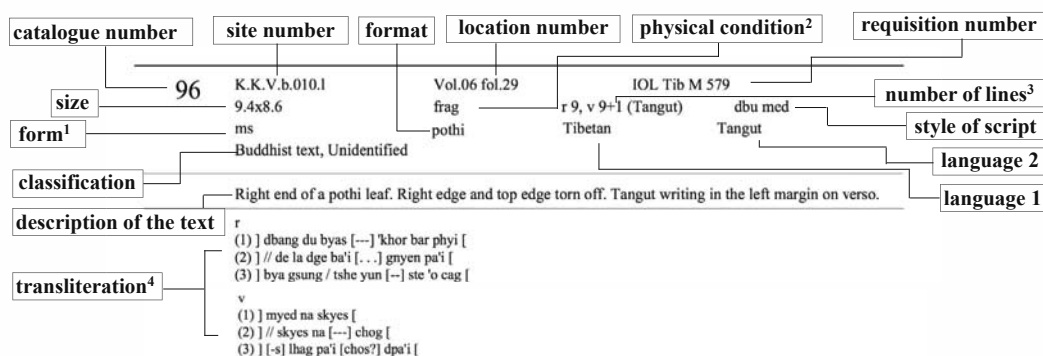 catalogue number
site number
format
location number
physical condition²
requisition number
96
K.K.V.b.010.l
Vol.06 fol.29
IOL Tib M 579
size
9.4x8.6
frag
r 9, v 9+1 (Tangut)
dbu med
number of lines³
form¹
ms
pothi
Tibetan
Tangut
style of script
Buddhist text, Unidentified
language 2
classification
language 1
Right end of a pothi leaf. Right edge and top edge torn off. Tangut writing in the left margin on verso.
description of the text
r
(1) ] dbang du byas [---] 'khor bar phyi [
(2) ] // de la dge ba'i [. . .] gnyen pa'i [
(3) ] bya gsung / tshe yun [--] ste 'o cag [
transliteration⁴
v
(1) ] myed na skyes [
(2) ] // skyes na [---] chog [
(3) ] [-s] lhag pa'i [chos?] dpa'i [